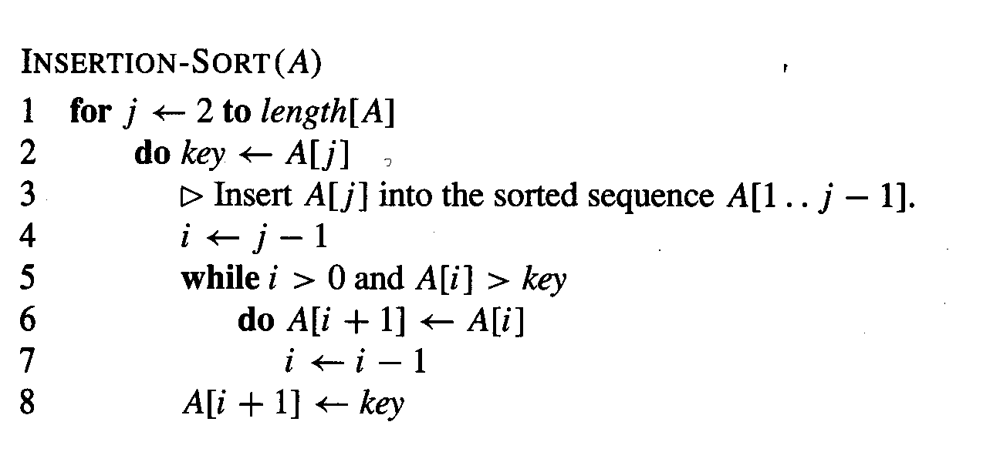 INSERTION-SORT(A)
1 for j ← 2 to length[A]
2 do key ← A[j]
3 ▷ Insert A[j] into the sorted sequence A[1 . . j − 1].
4 i ← j − 1
5 while i > 0 and A[i] > key
6 do A[i + 1] ← A[i]
7 i ← i − 1
8 A[i + 1] ← key